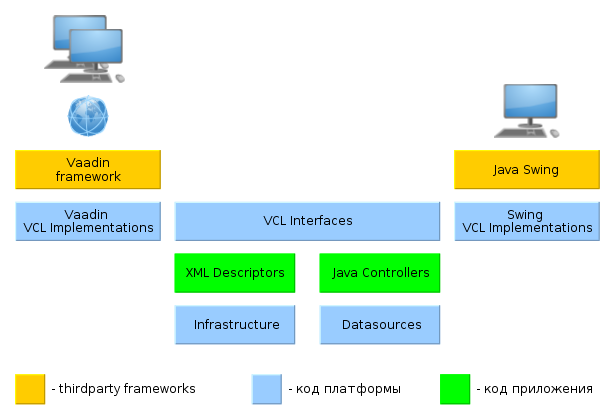 Vaadin
framework
Java Swing
Vaadin
VCL Implementations
VCL Interfaces
Swing
VCL Implementations
XML Descriptors
Java Controllers
Infrastructure
Datasources
- thirdparty frameworks
- код платформы
- код приложения